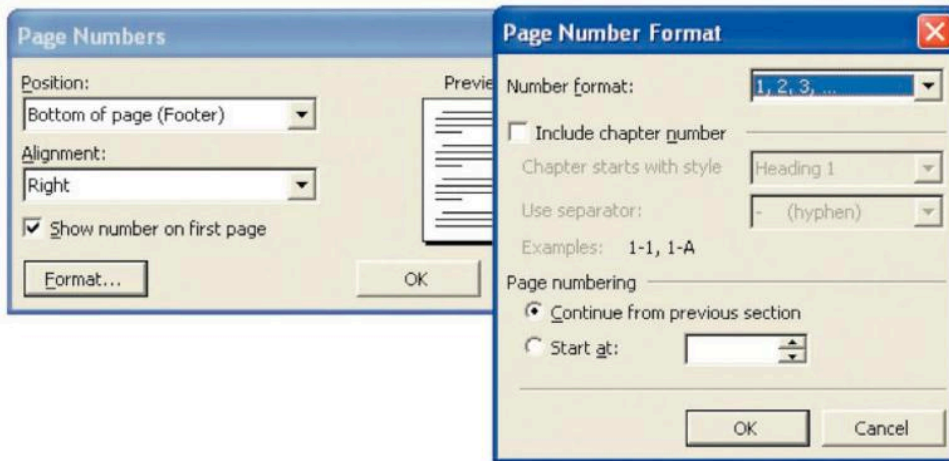 Page Numbers
Position:
Bottom of page (Footer)
Alignment:
Right
Show number on first page
Format...
OK
Page Number Format
Number format:
1, 2, 3, ...
Include chapter number
Chapter starts with style
Heading 1
Use separator:
- (hyphen)
Examples: 1-1, 1-A
Page numbering
Continue from previous section
Start at:
OK
Cancel